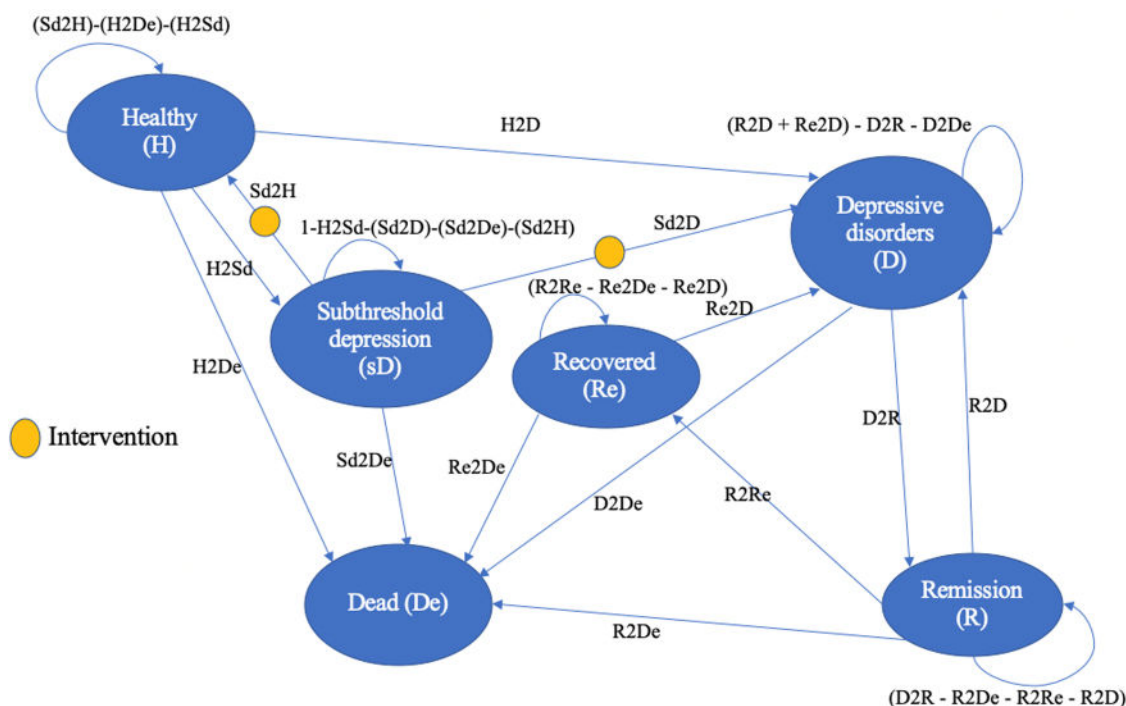 (Sd2H)-(H2De)-(H2Sd)
Healthy
(H)
H2D
(R2D + Re2D) - D2R - D2De
Sd2H
Depressive
disorders
(D)
1-H2Sd-(Sd2D)-(Sd2De)-(Sd2H)
Sd2D
H2Sd
Subthreshold
depression
(sD)
(R2Re - Re2De - Re2D)
Re2D
Recovered
(Re)
H2De
Intervention
Sd2De
Re2De
D2De
R2Re
D2R
R2D
Dead (De)
Remission
(R)
R2De
(D2R - R2De - R2Re - R2D)